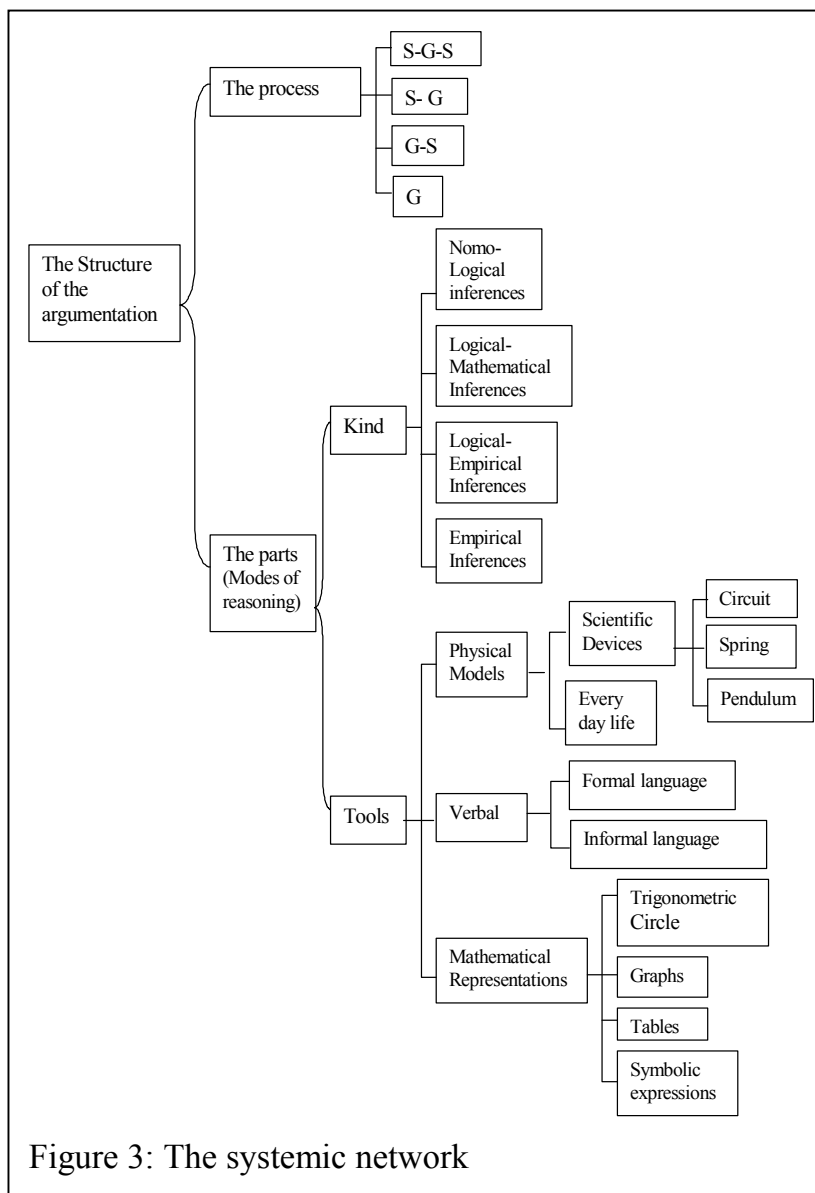 S-G-S
The process
S- G
G-S
G
The Structure
of the
argumentation
Nomo-
Logical
inferences
Logical-
Mathematical
Inferences
Kind
Logical-
Empirical
Inferences
Empirical
Inferences
The parts
(Modes of
reasoning)
Circuit
Scientific
Devices
Physical
Models
Spring
Every
day life
Pendulum
Formal language
Tools
Verbal
Informal language
Trigonometric
Circle
Mathematical
Representations
Graphs
Tables
Symbolic
expressions
Figure 3: The systemic network